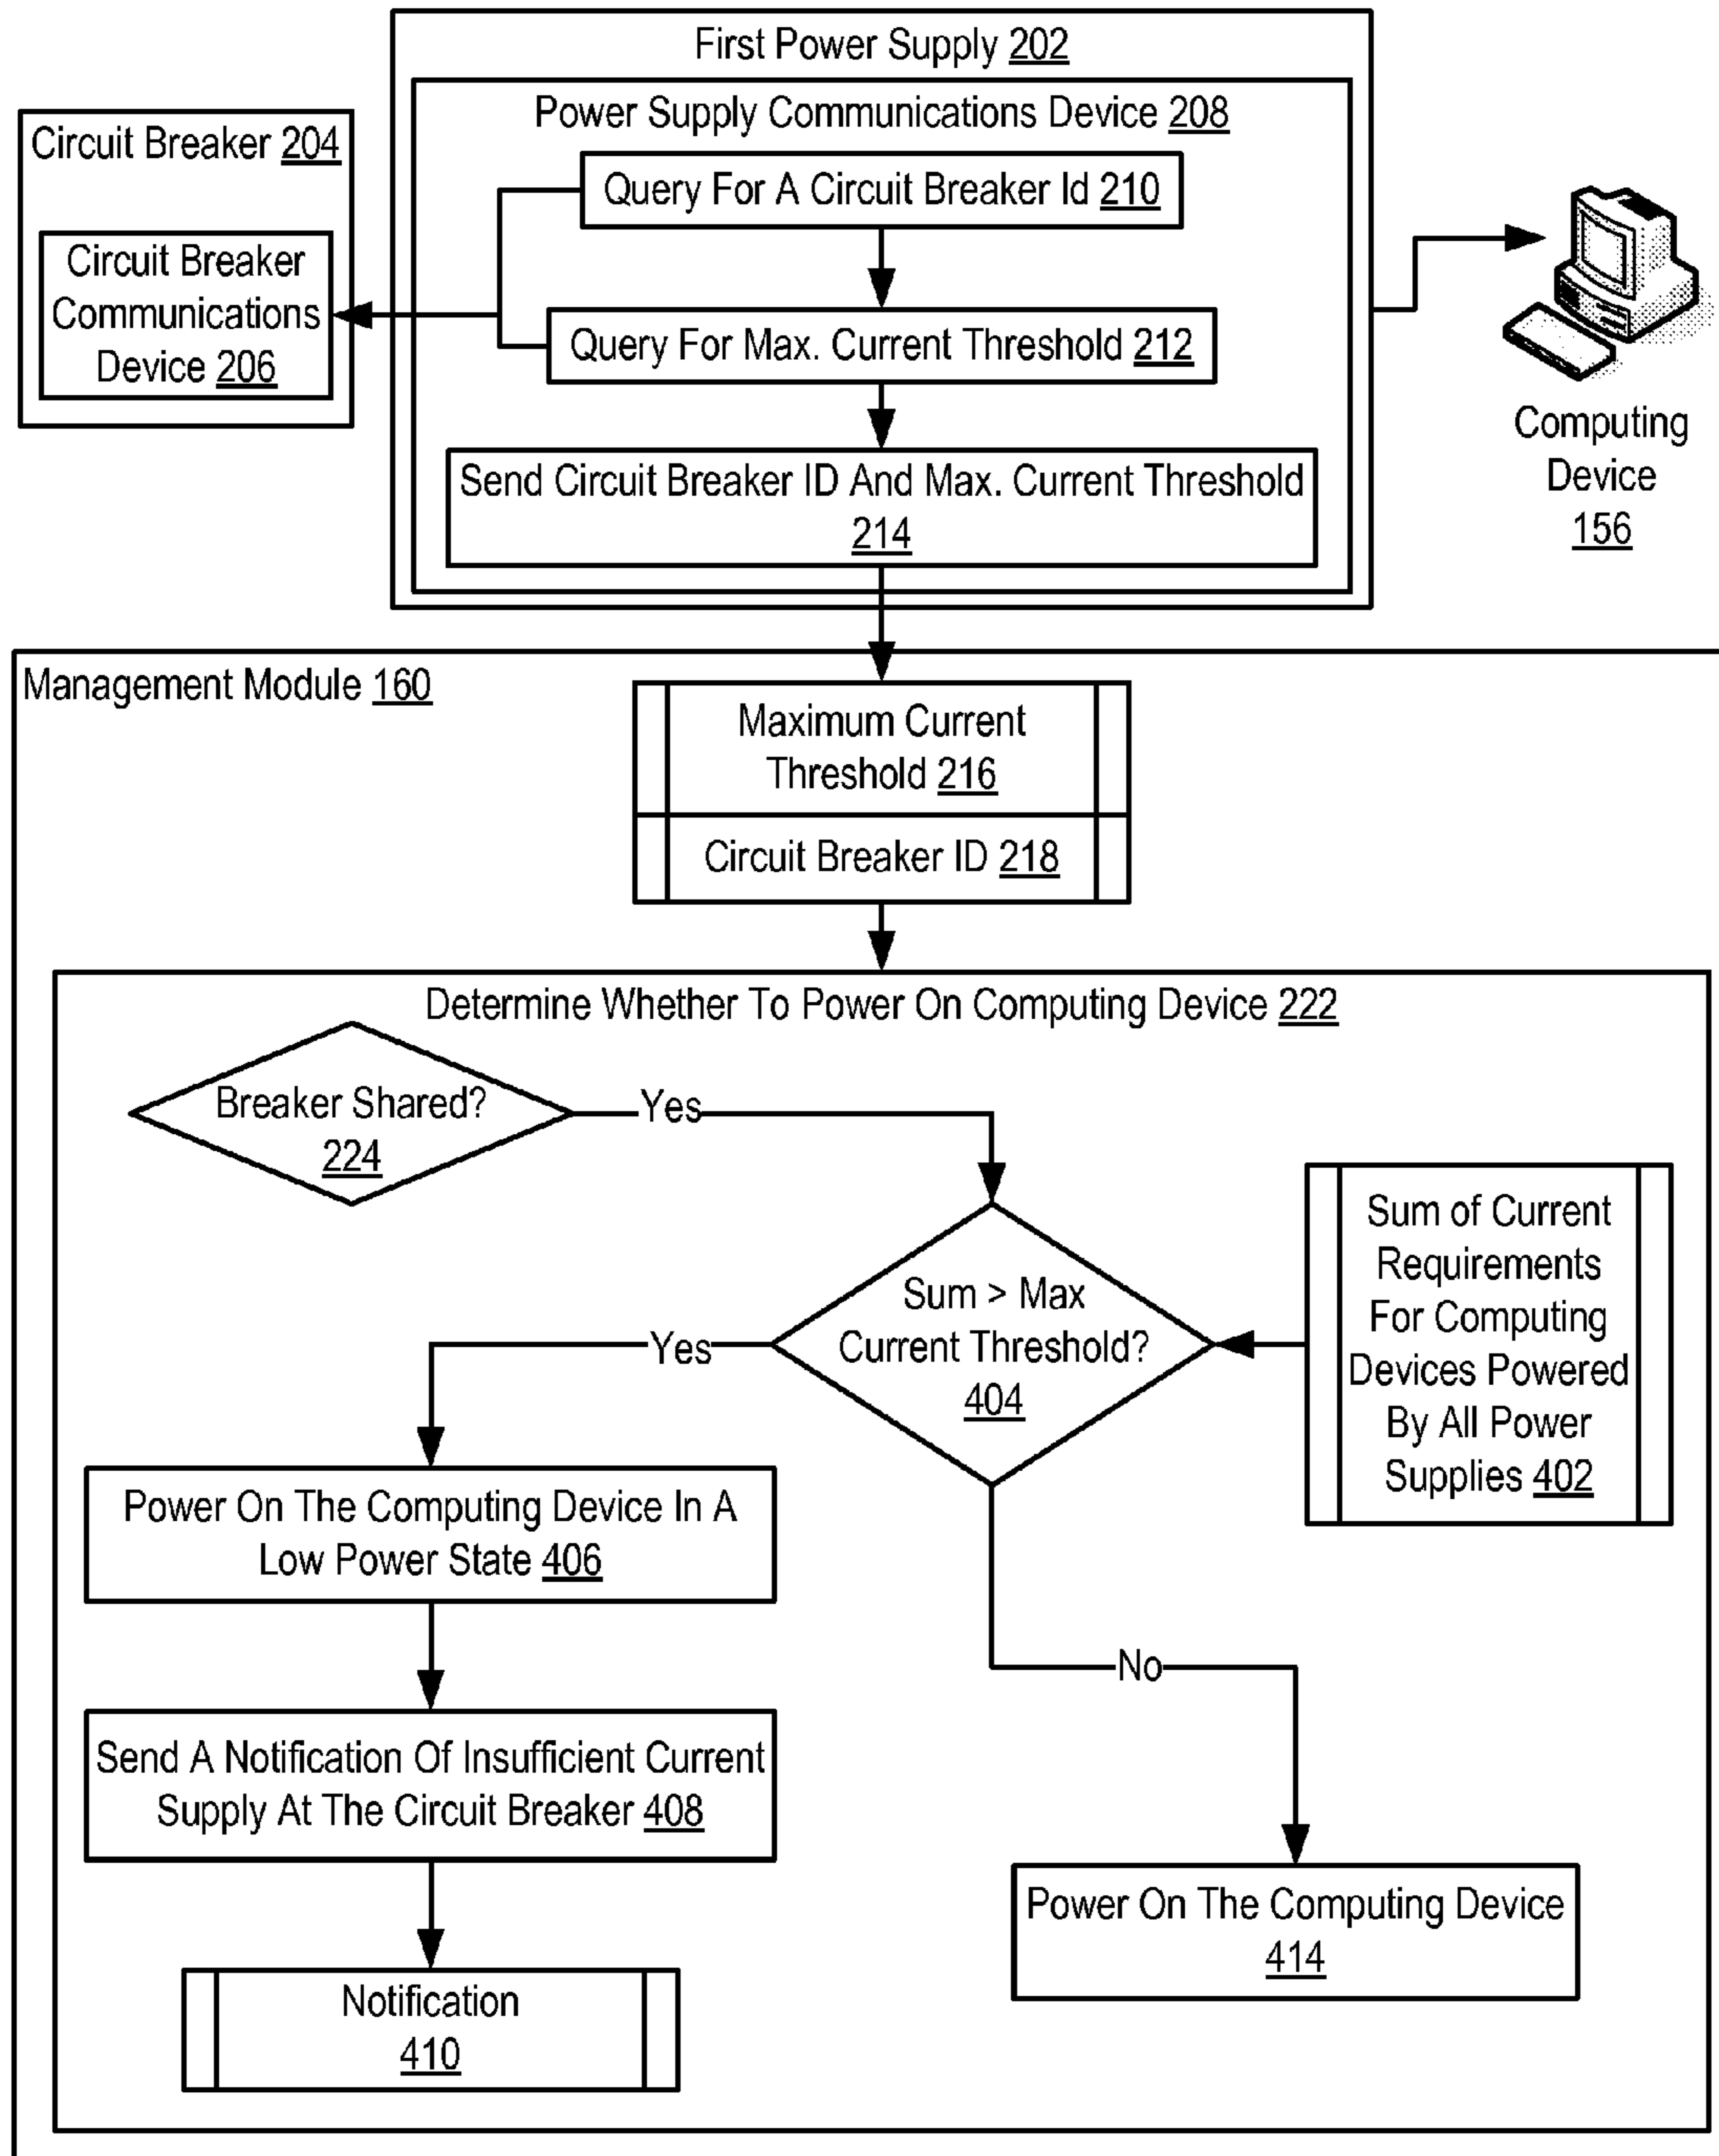 First Power Supply 202
Power Supply Communications Device 208
Circuit Breaker 204
Query For A Circuit Breaker Id 210
Circuit Breaker
Communications
Device 206
Query For Max. Current Threshold 212
Send Circuit Breaker ID And Max. Current Threshold
214
Computing
Device
156
Management Module 160
Maximum Current
Threshold 216
Circuit Breaker ID 218
Determine Whether To Power On Computing Device 222
Breaker Shared?
224
Yes
Sum > Max
Current Threshold?
404
Sum of Current
Requirements
For Computing
Devices Powered
By All Power
Supplies 402
Yes
Power On The Computing Device In A
Low Power State 406
No
Send A Notification Of Insufficient Current
Supply At The Circuit Breaker 408
Power On The Computing Device
414
Notification
410